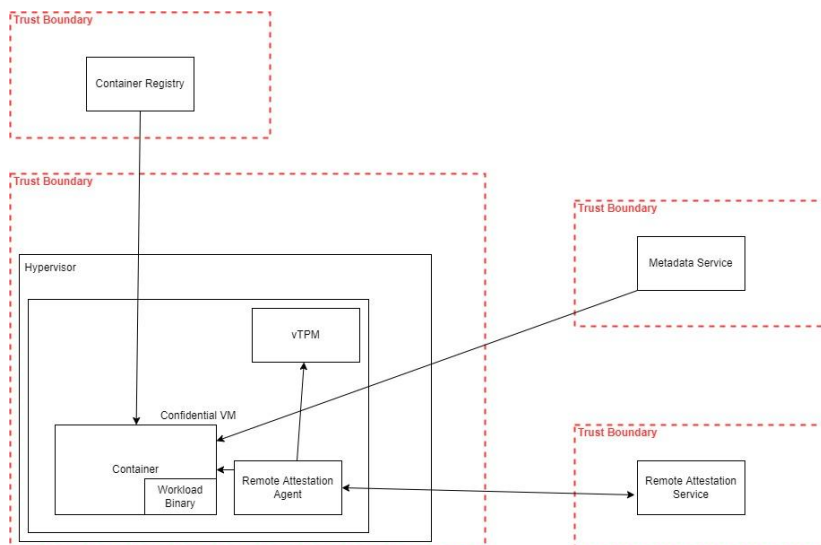 Trust Boundary
Container Registry
Trust Boundary
Trust Boundary
Metadata Service
Hypervisor
vTPM
Confidential VM
Trust Boundary
Container
Workload
Binary
Remote Attestation
Agent
Remote Attestation
Service